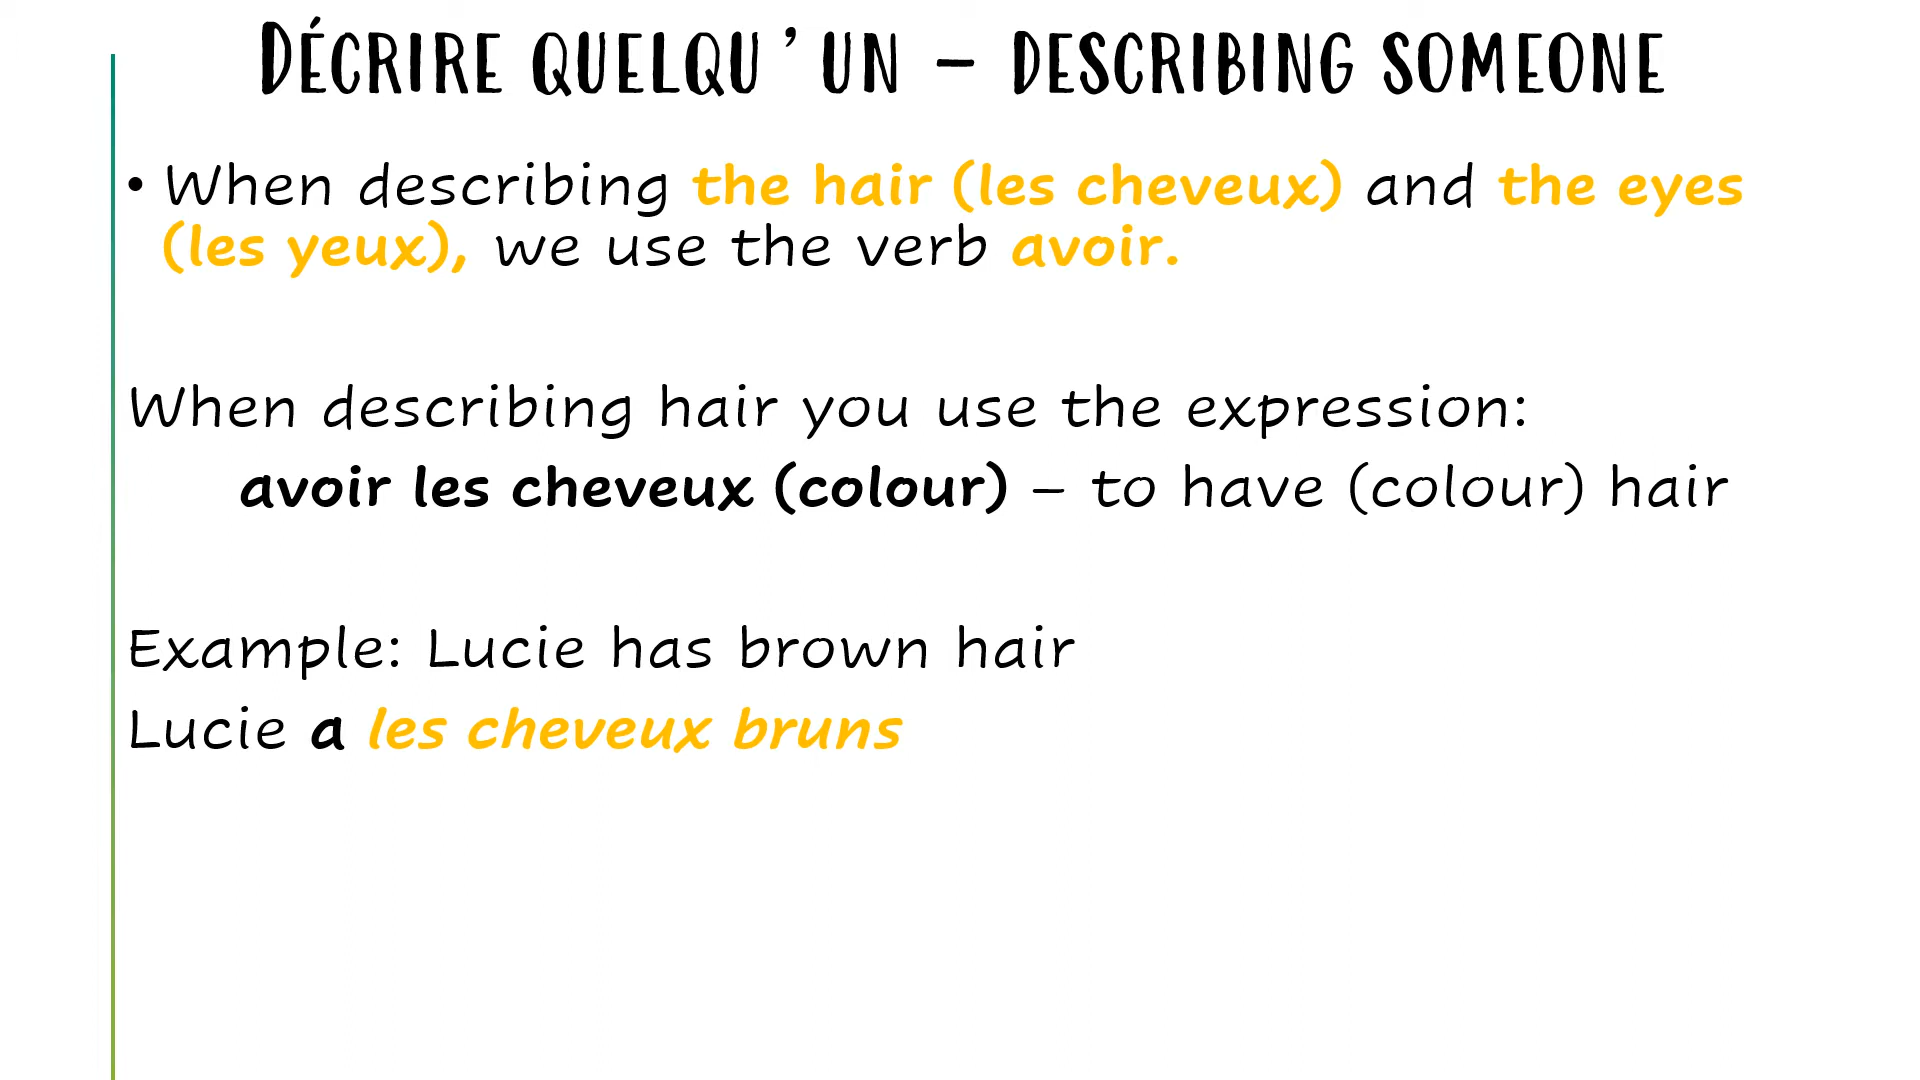 DÉCRIRE QUELQU'UN – DESCRIBING SOMEONE
• When describing the hair (les cheveux) and the eyes
(les yeux), we use the verb avoir.
When describing hair you use the expression:
avoir les cheveux (colour) – to have (colour) hair
Example: Lucie has brown hair
Lucie a les cheveux bruns